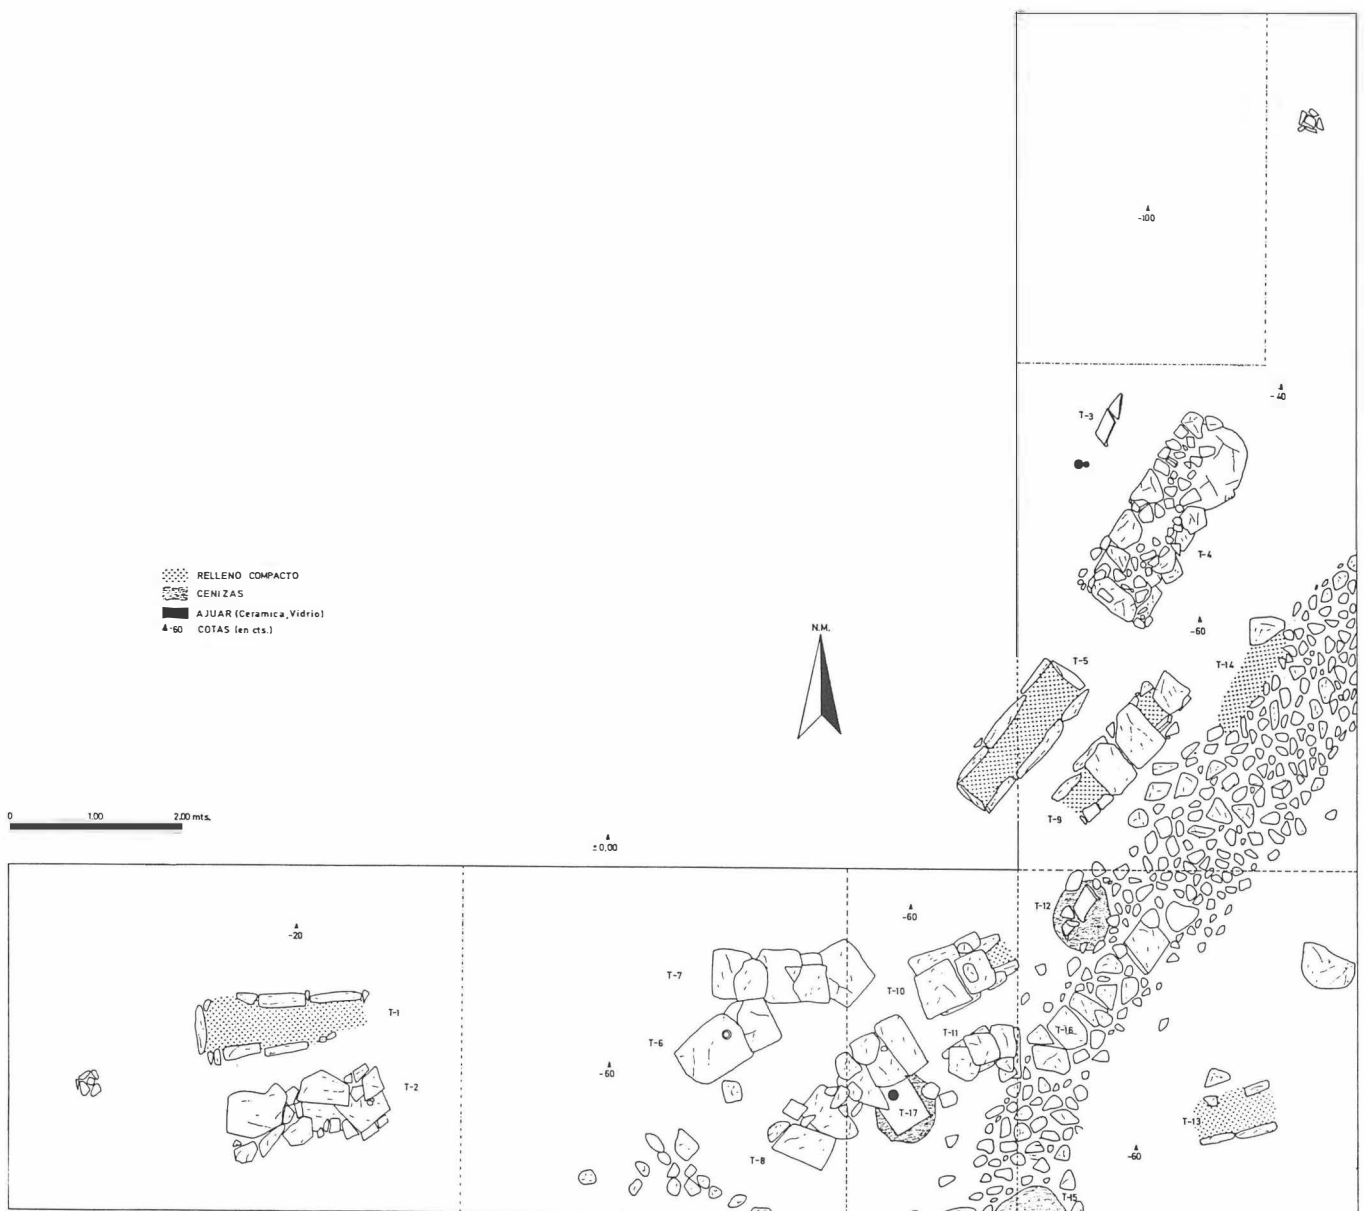 -100
-40
T-3
T-4
RELLENO COMPACTO
CENIZAS
AJUAR (Ceramica, Vidrio)
-60 COTAS (en cts.)
N.M.
-60
T-5
T-14
T-9
0 1,00 2,00 mts.
±0,00
-20
-60
T-12
T-7
T-10
T-1
T-6
T-11
T-16
-60
T-2
T-17
T-13
T-8
-60
T-15